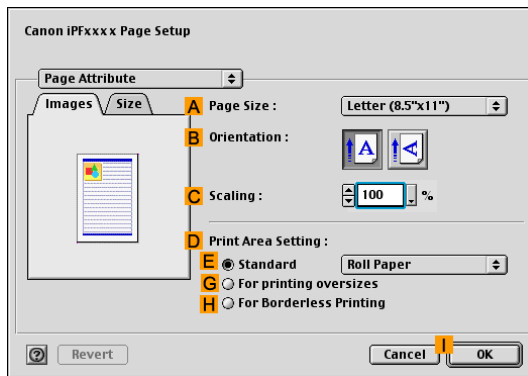 Canon iPFxxxx Page Setup
Page Attribute
Images Size
A Page Size : Letter (8.5"x11")
B Orientation :
A A
C Scaling : 100 %
D Print Area Setting :
E Standard Roll Paper
G For printing oversizes
H For Borderless Printing
? Revert Cancel I OK